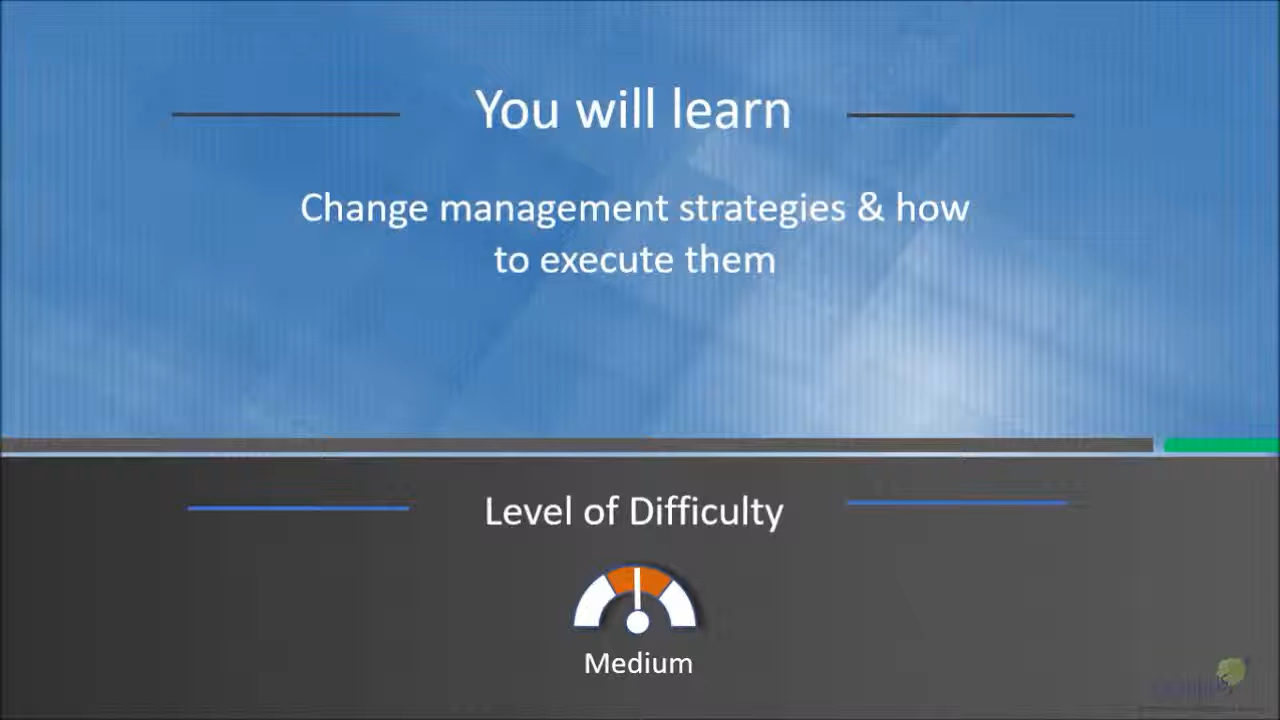 You will learn
Change management strategies & how
to execute them
Level of Difficulty
Medium